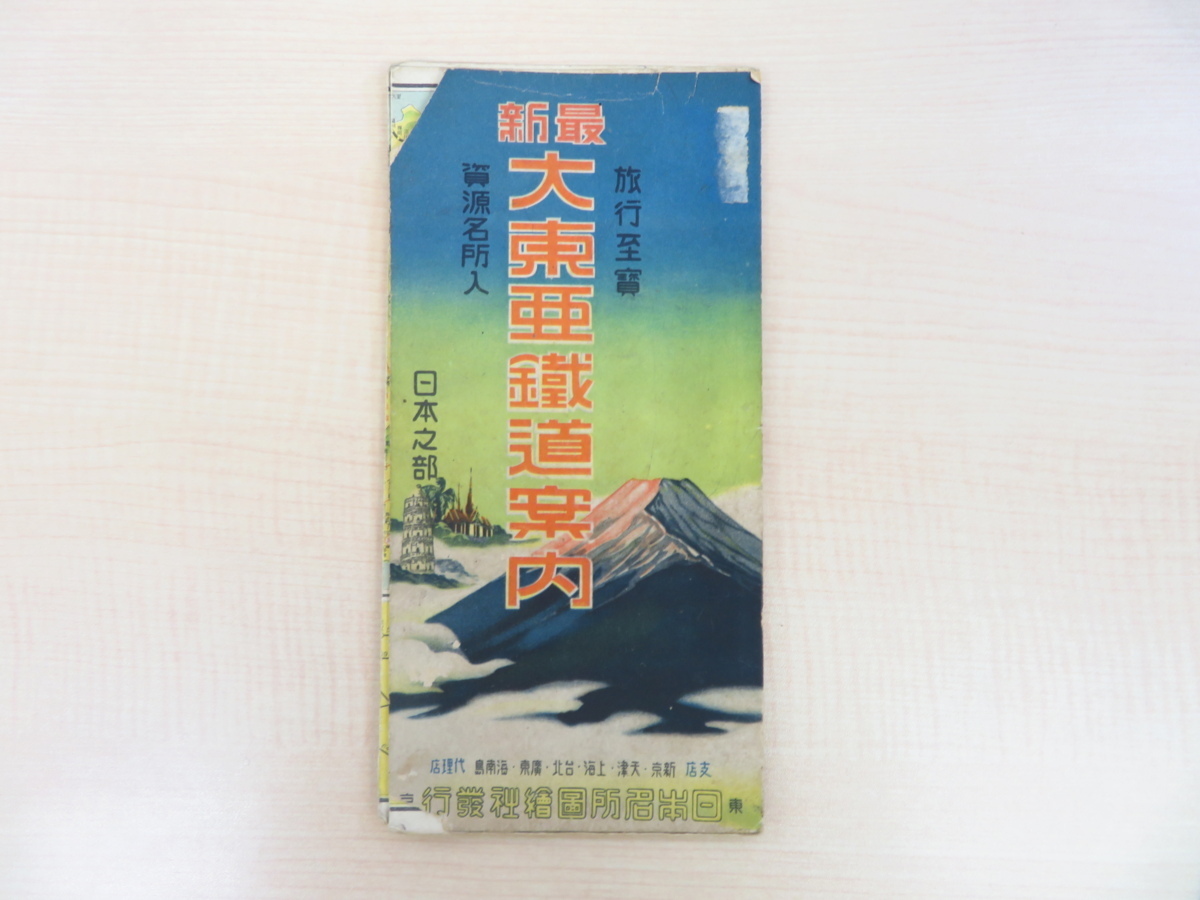 最新
大東亜鐵道案内
旅行至寶
資源名所入
日本之部
支店 新京・天津・上海・台北・廣東・海南島 代理店
東
日本名所圖繪社發行